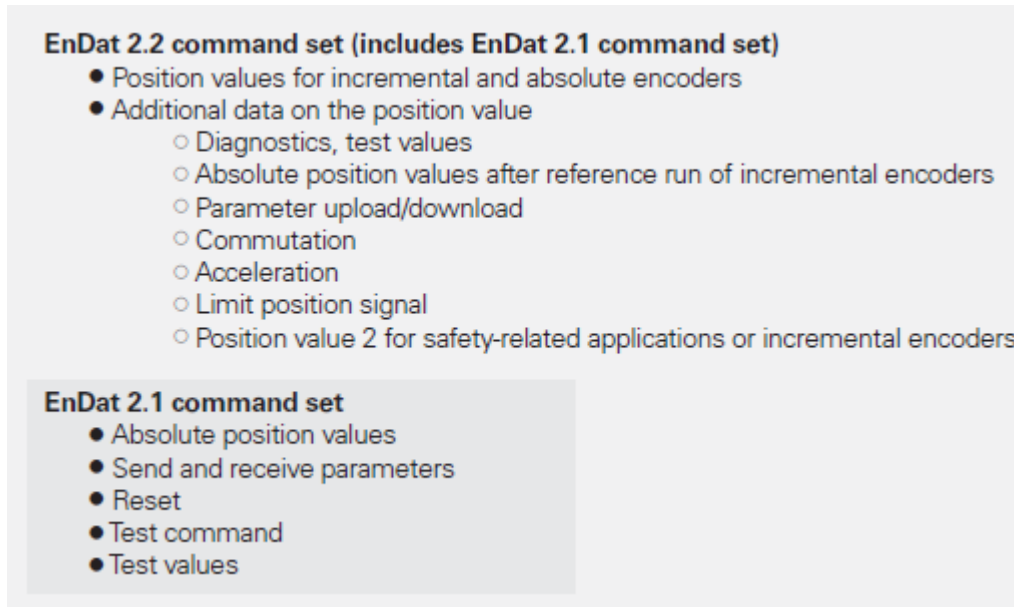 EnDat 2.2 command set (includes EnDat 2.1 command set)
● Position values for incremental and absolute encoders
● Additional data on the position value
○ Diagnostics, test values
○ Absolute position values after reference run of incremental encoders
○ Parameter upload/download
○ Commutation
○ Acceleration
○ Limit position signal
○ Position value 2 for safety-related applications or incremental encoders
EnDat 2.1 command set
● Absolute position values
● Send and receive parameters
● Reset
● Test command
● Test values